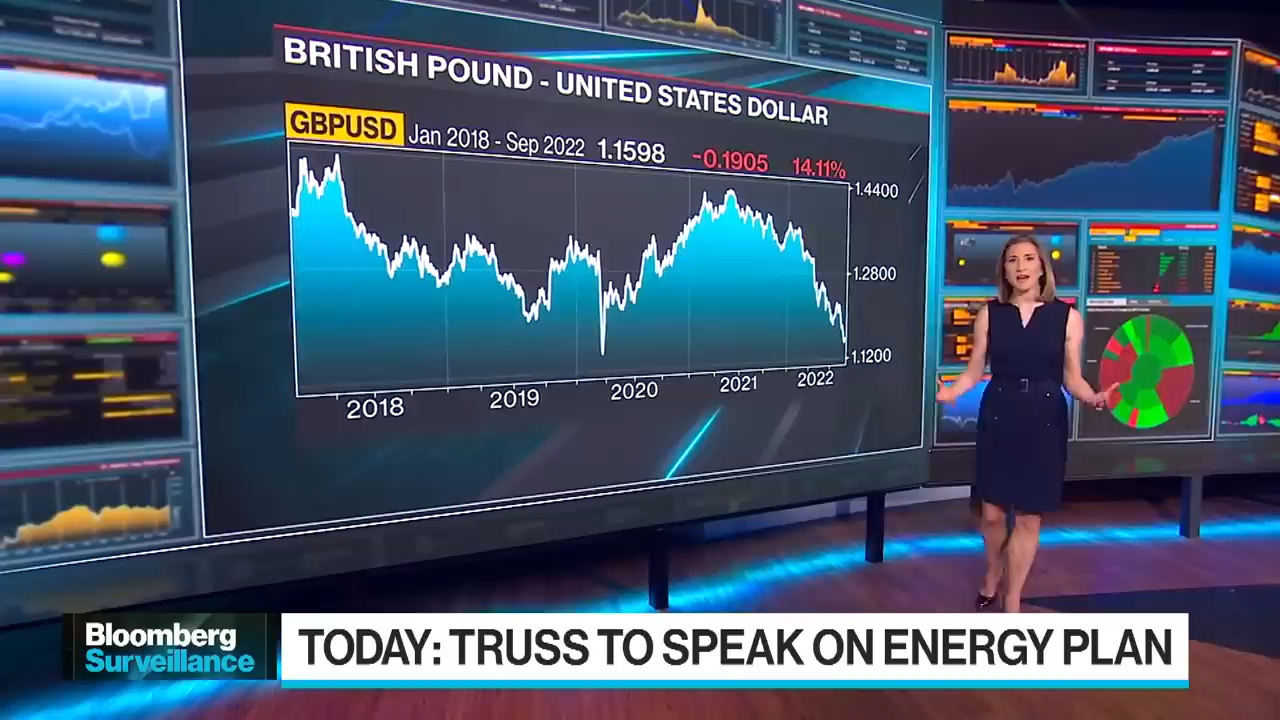 BRITISH POUND - UNITED STATES DOLLAR
GBPUSD Jan 2018 - Sep 2022 1.1598 -0.1905 14.11%
1.4400
1.2800
1.1200
2018 2019 2020 2021 2022
Bloomberg
Surveillance
TODAY: TRUSS TO SPEAK ON ENERGY PLAN